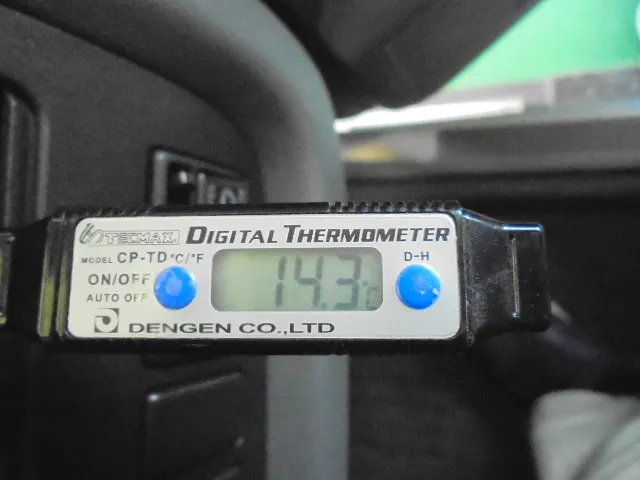 TECMAX DIGITAL THERMOMETER
MODEL CP-TD °C/°F
D-H
ON/OFF
14.3°C
AUTO OFF
DENGEN CO.,LTD